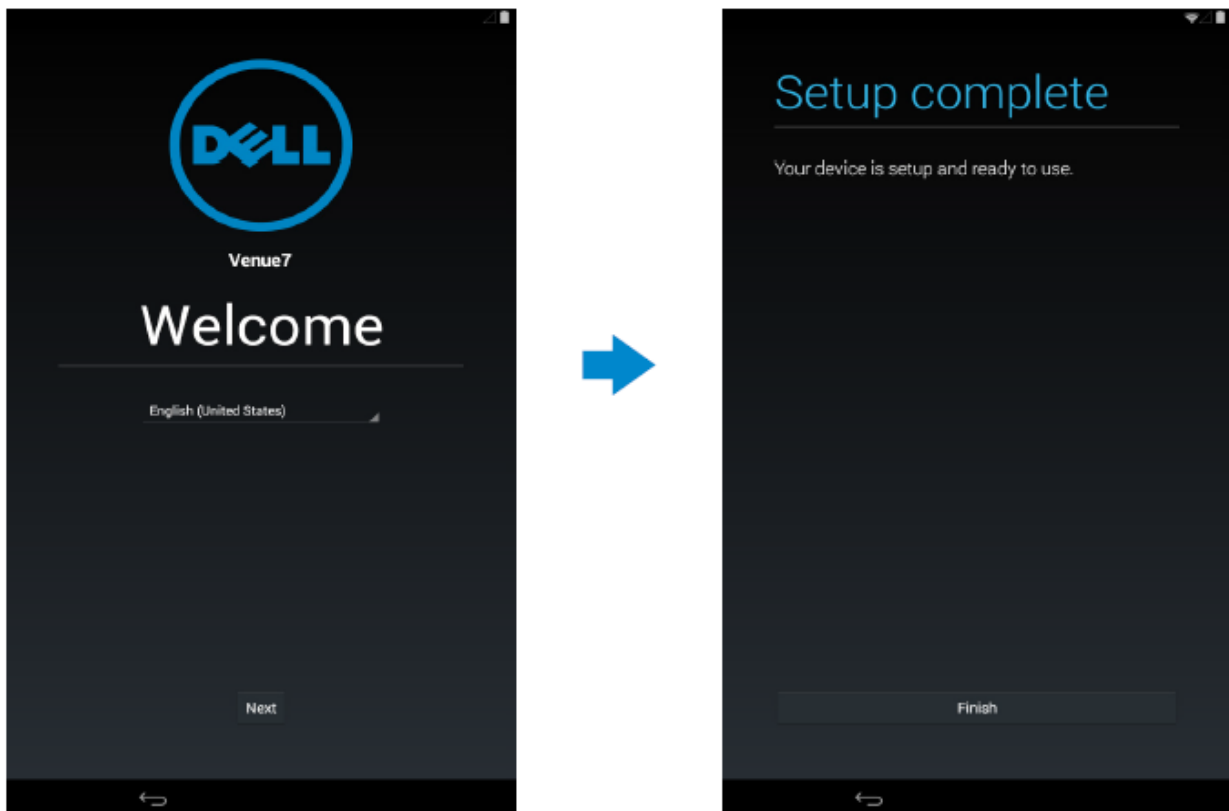 DELL
Venue7
Welcome
English (United States)
Next
Setup complete
Your device is setup and ready to use.
Finish